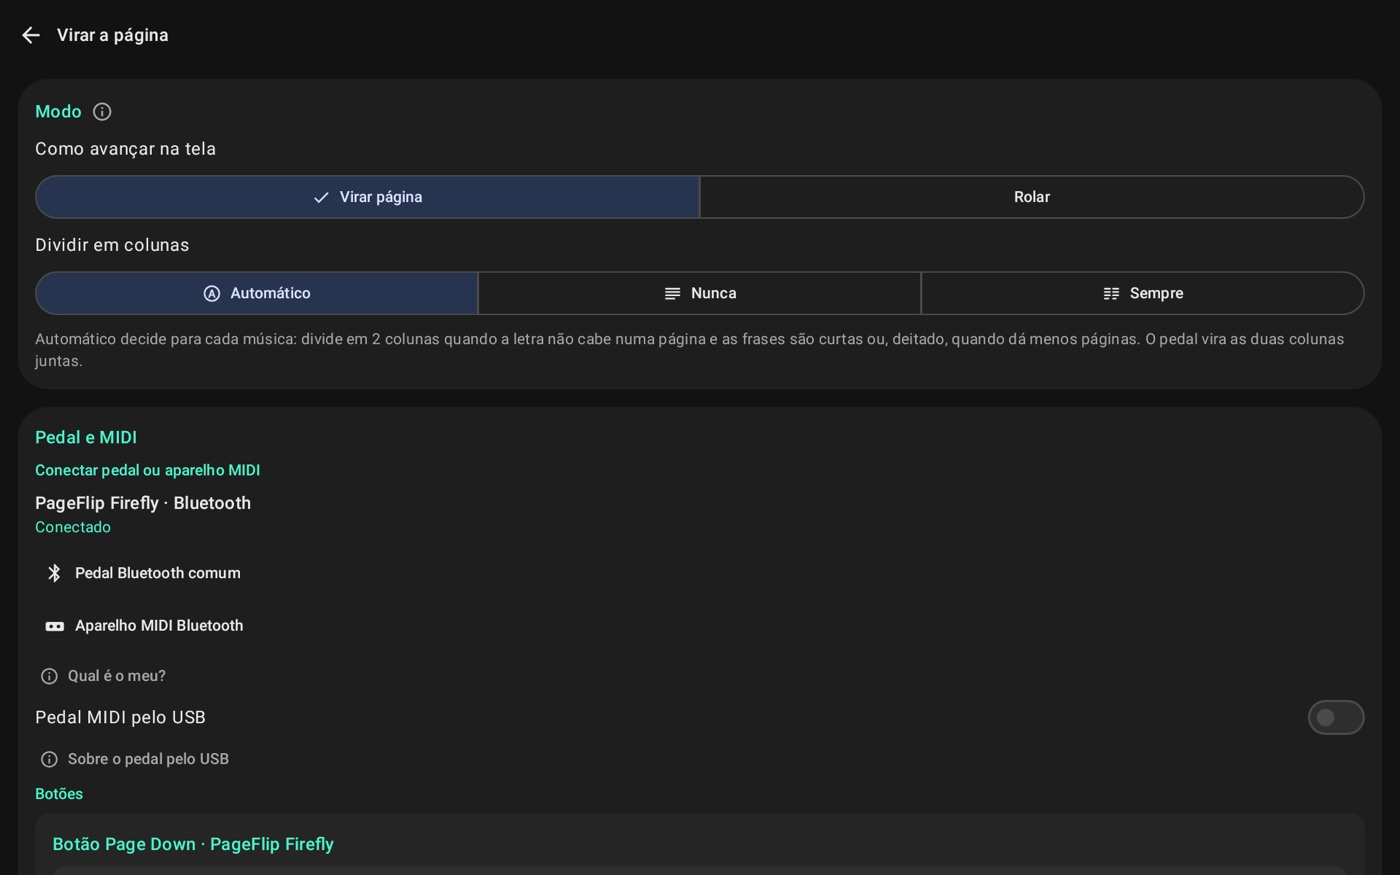 Virar a página
Modo
Como avançar na tela
Virar página
Rolar
Dividir em colunas
Automático
Nunca
Sempre
Automático decide para cada música: divide em 2 colunas quando a letra não cabe numa página e as frases são curtas ou, deitado, quando dá menos páginas. O pedal vira as duas colunas
juntas.
Pedal e MIDI
Conectar pedal ou aparelho MIDI
PageFlip Firefly · Bluetooth
Conectado
Pedal Bluetooth comum
Aparelho MIDI Bluetooth
Qual é o meu?
Pedal MIDI pelo USB
Sobre o pedal pelo USB
Botões
Botão Page Down · PageFlip Firefly